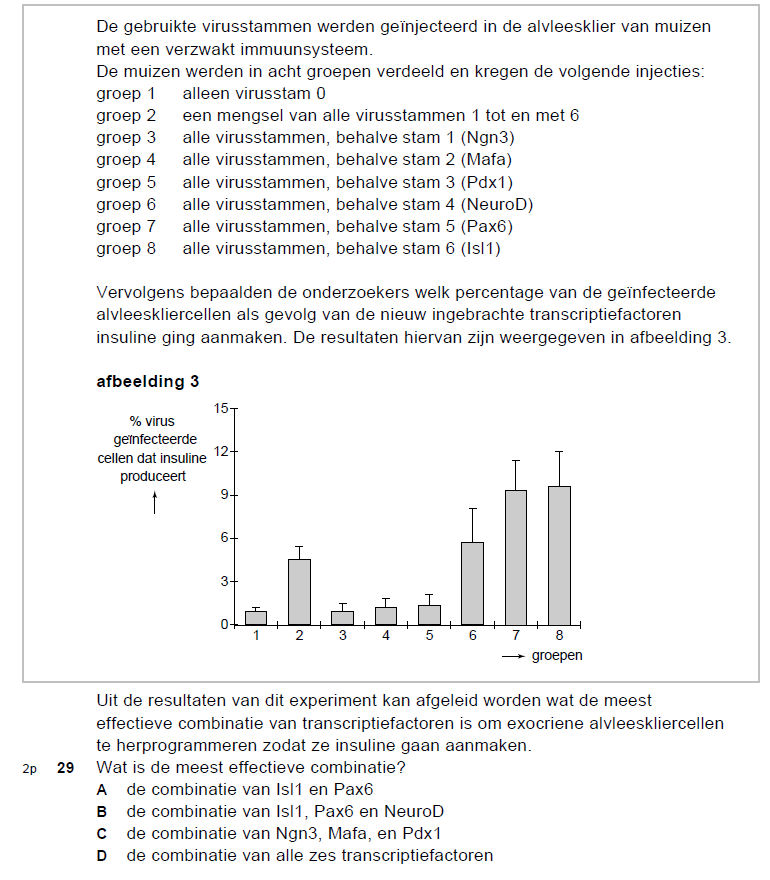 De gebruikte virusstammen werden geïnjecteerd in de alvleesklier van muizen
met een verzwakt immuunsysteem.
De muizen werden in acht groepen verdeeld en kregen de volgende injecties:
groep 1 alleen virusstam 0
groep 2 een mengsel van alle virusstammen 1 tot en met 6
groep 3 alle virusstammen, behalve stam 1 (Ngn3)
groep 4 alle virusstammen, behalve stam 2 (Mafa)
groep 5 alle virusstammen, behalve stam 3 (Pdx1)
groep 6 alle virusstammen, behalve stam 4 (NeuroD)
groep 7 alle virusstammen, behalve stam 5 (Pax6)
groep 8 alle virusstammen, behalve stam 6 (Isl1)
Vervolgens bepaalden de onderzoekers welk percentage van de geïnfecteerde
alvleeskliercellen als gevolg van de nieuw ingebrachte transcriptiefactoren
insuline ging aanmaken. De resultaten hiervan zijn weergegeven in afbeelding 3.
afbeelding 3
% virus
geïnfecteerde
cellen dat insuline
produceert
15
12
9
6
3
0
1 2 3 4 5 6 7 8
groepen
Uit de resultaten van dit experiment kan afgeleid worden wat de meest
effectieve combinatie van transcriptiefactoren is om exocriene alvleeskliercellen
te herprogrammeren zodat ze insuline gaan aanmaken.
2p 29 Wat is de meest effectieve combinatie?
A de combinatie van Isl1 en Pax6
B de combinatie van Isl1, Pax6 en NeuroD
C de combinatie van Ngn3, Mafa, en Pdx1
D de combinatie van alle zes transcriptiefactoren